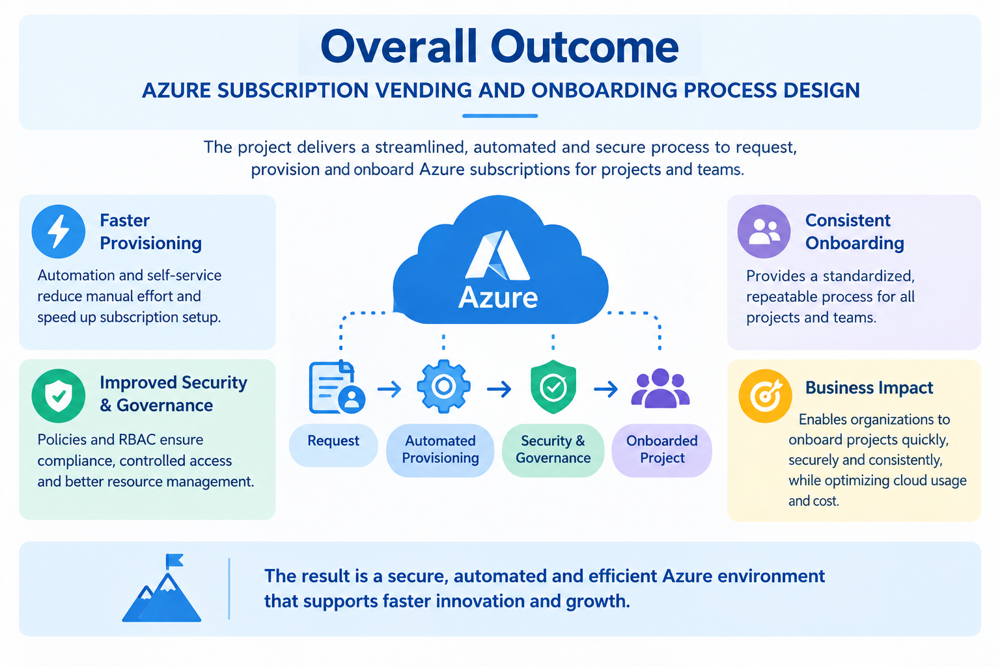 Overall Outcome
AZURE SUBSCRIPTION VENDING AND ONBOARDING PROCESS DESIGN
The project delivers a streamlined, automated and secure process to request,
provision and onboard Azure subscriptions for projects and teams.
Faster
Provisioning
Automation and self-service
reduce manual effort and
speed up subscription setup.
Improved Security
& Governance
Policies and RBAC ensure
compliance, controlled access
and better resource management.
Azure
Request
Automated
Provisioning
Security &
Governance
Onboarded
Project
Consistent
Onboarding
Provides a standardized,
repeatable process for all
projects and teams.
Business Impact
Enables organizations to
onboard projects quickly,
securely and consistently,
while optimizing cloud usage
and cost.
The result is a secure, automated and efficient Azure environment
that supports faster innovation and growth.